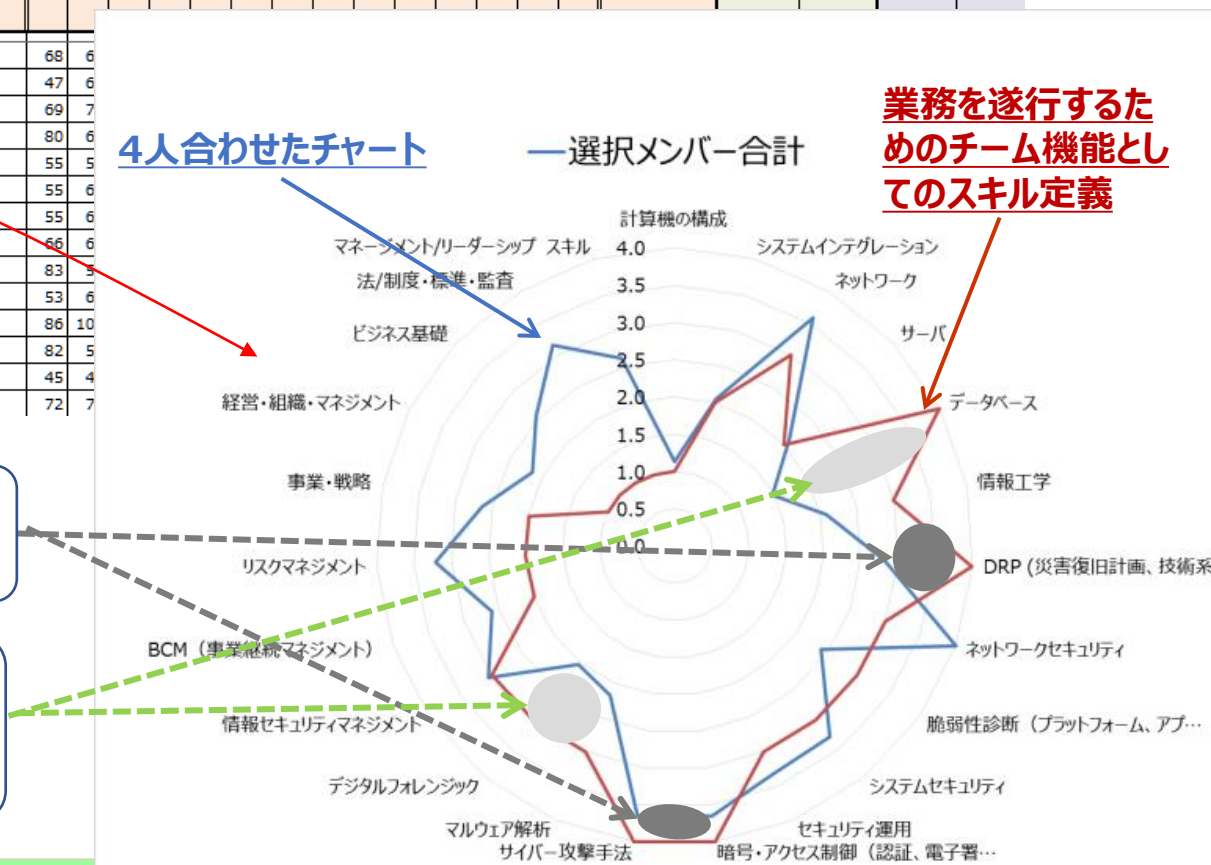 68 6
47 6
69 7
80 6
55 5
55 6
55 6
66 6
83 5
53 6
86 10
82 5
45 4
72 7
4人合わせたチャート
選択メンバー合計
業務を遂行するた
めのチーム機能とし
てのスキル定義
計算機の構成
マネージメント/リーダーシップ スキル
4.0
システムインテグレーション
法/制度・標準・監査
3.5
ネットワーク
ビジネス基礎
3.0
サーバ
2.5
経営・組織・マネジメント
2.0
データベース
1.5
事業・戦略
1.0
情報工学
0.5
0.0
リスクマネジメント
DRP (災害復旧計画、技術系
BCM（事業継続マネジメント）
ネットワークセキュリティ
情報セキュリティマネジメント
脆弱性診断（プラットフォーム、アプ…
デジタルフォレンジック
システムセキュリティ
マルウェア解析
セキュリティ運用
サイバー攻撃手法
暗号・アクセス制御（認証、電子署…